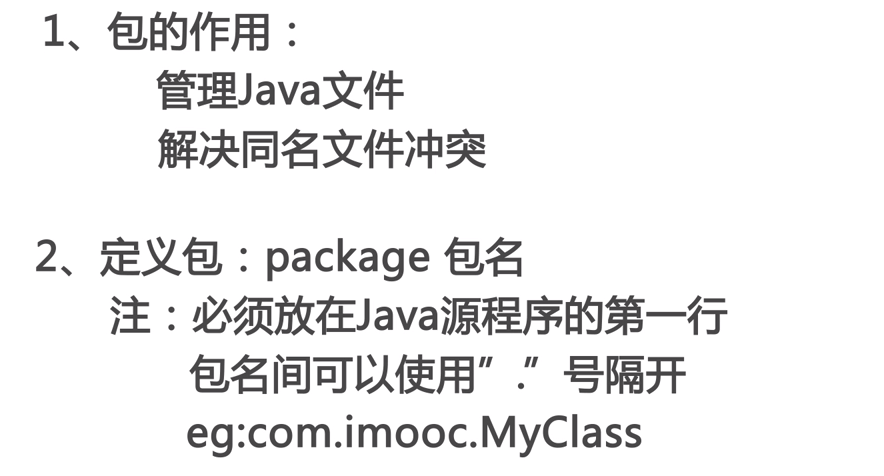 1、包的作用：
管理Java文件
解决同名文件冲突
2、定义包：package 包名
注：必须放在Java源程序的第一行
包名间可以使用”.”号隔开
eg:com.imooc.MyClass